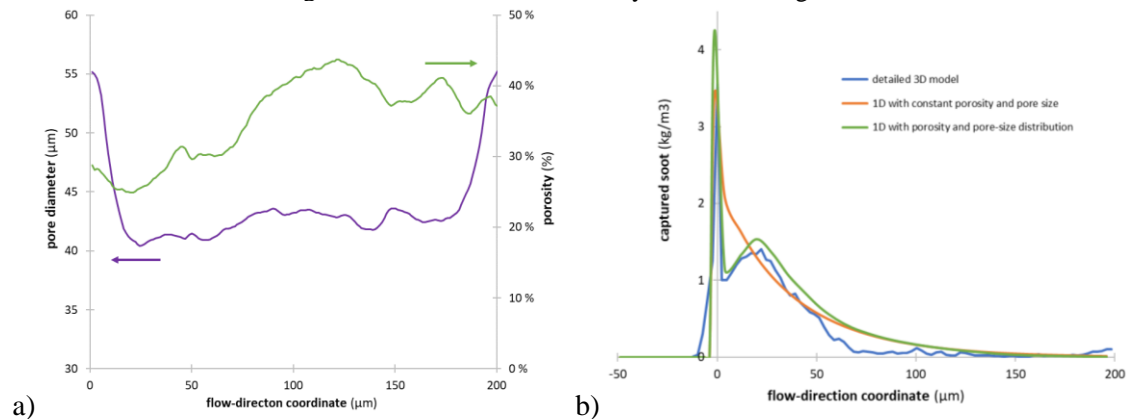 60
55
50
45
40
35
30
pore diameter (µm)
50 %
40 %
30 %
20 %
10 %
0 %
porosity (%)
0
50
100
150
200
flow-directon coordinate (µm)
a)
4
3
2
1
0
captured soot (kg/m3)
detailed 3D model
1D with constant porosity and pore size
1D with porosity and pore-size distribution
-50
0
50
100
150
200
flow-direction coordinate (µm)
b)